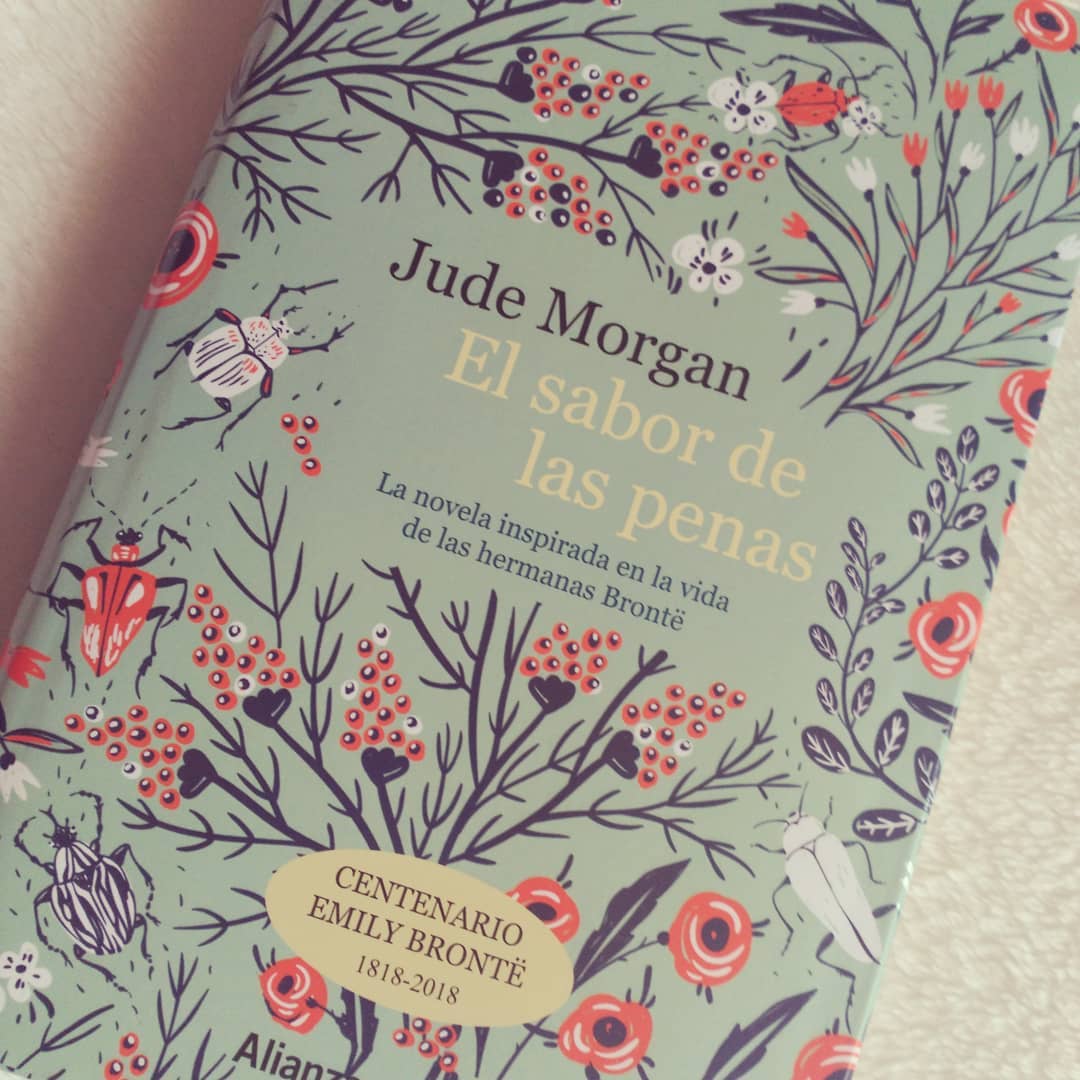 Jude Morgan
El sabor de
las penas
La novela inspirada en la vida
de las hermanas Brontë
CENTENARIO
EMILY BRONTË
1818-2018